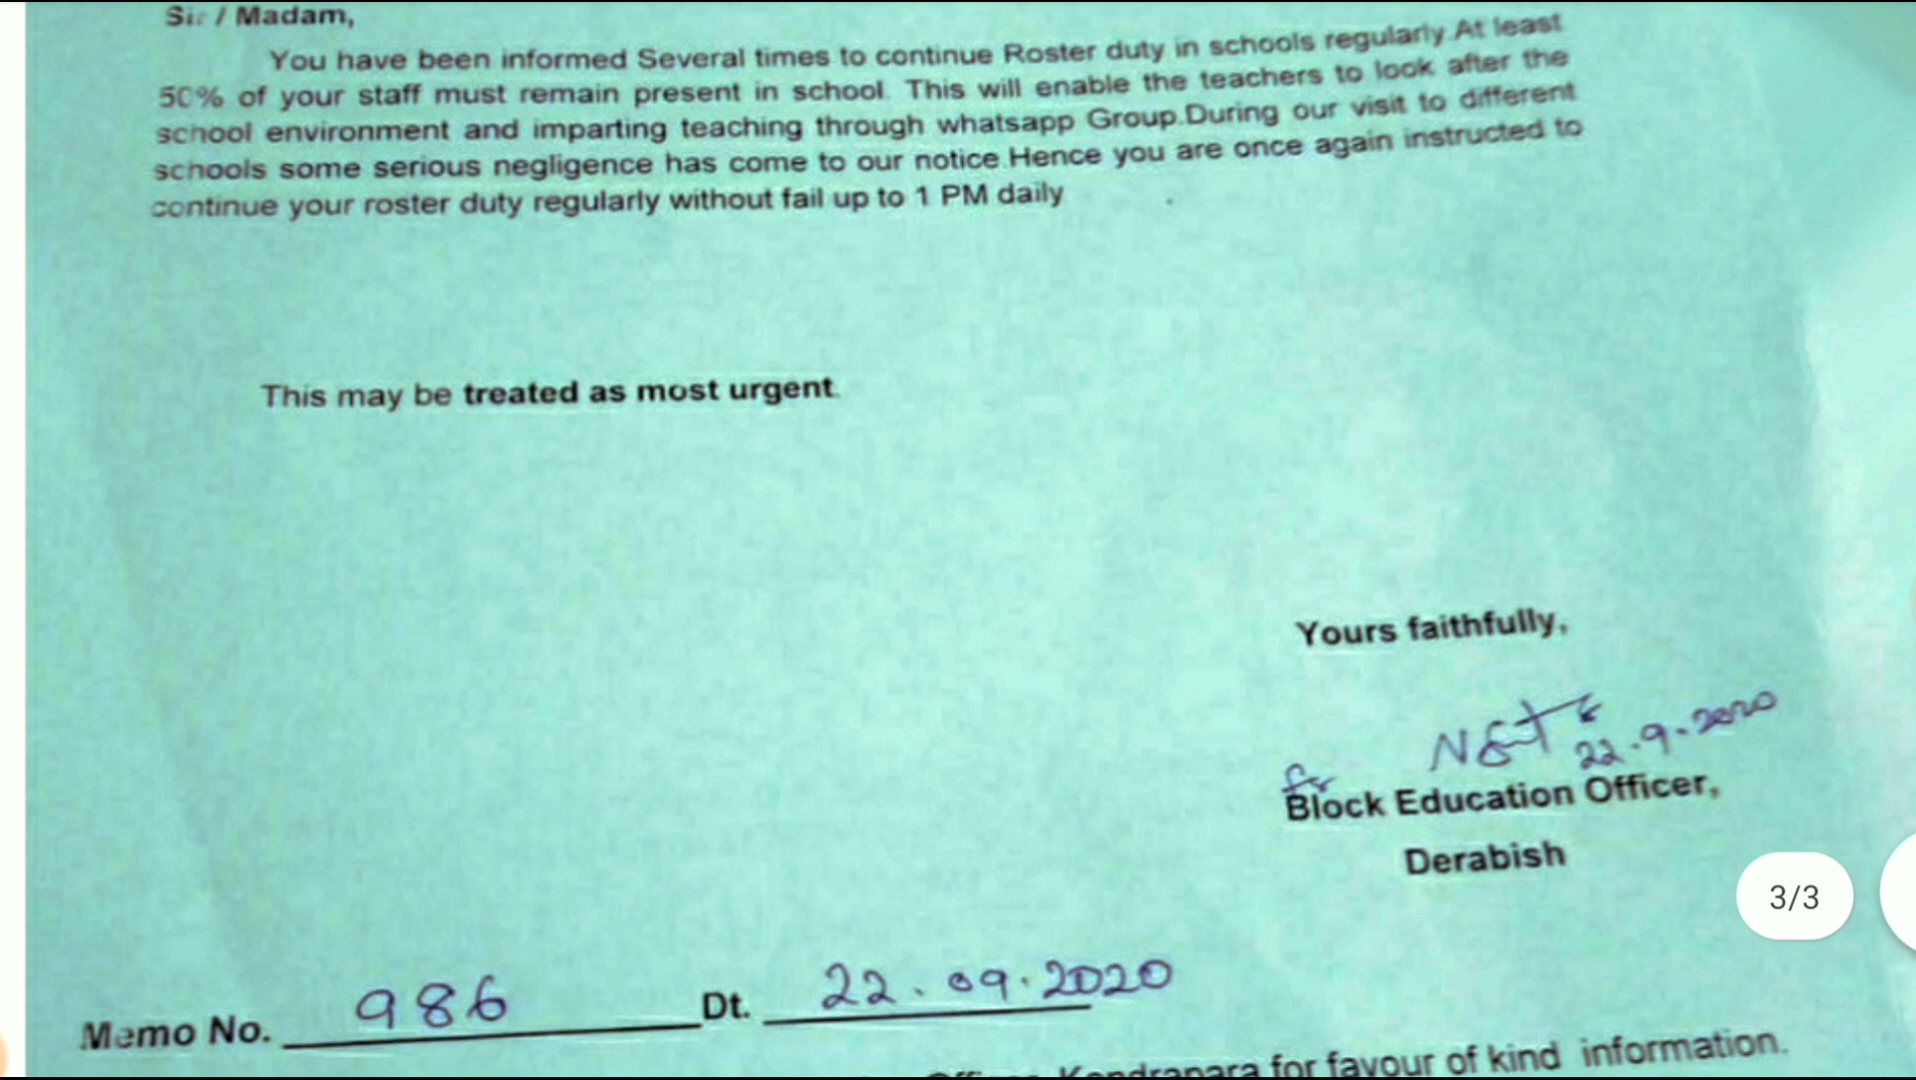 Sir / Madam,
You have been informed Several times to continue Roster duty in schools regularly.At least
50% of your staff must remain present in school. This will enable the teachers to look after the
school environment and imparting teaching through whatsapp Group.During our visit to different
schools some serious negligence has come to our notice.Hence you are once again instructed to
continue your roster duty regularly without fail up to 1 PM daily
This may be treated as most urgent.
Yours faithfully,
22.9.2020
for
Block Education Officer,
Derabish
3/3
Memo No. 986 Dt. 22.09.2020
Kendrapara for favour of kind information.